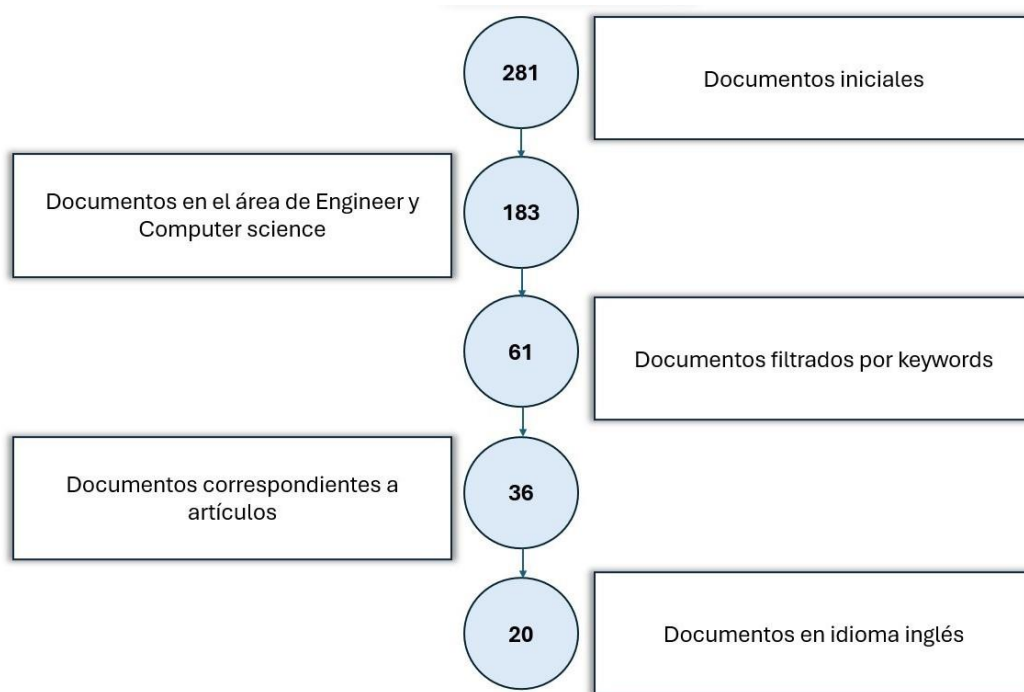 281
Documentos iniciales
Documentos en el área de Engineer y
Computer science
183
61
Documentos filtrados por keywords
Documentos correspondientes a
artículos
36
20
Documentos en idioma inglés